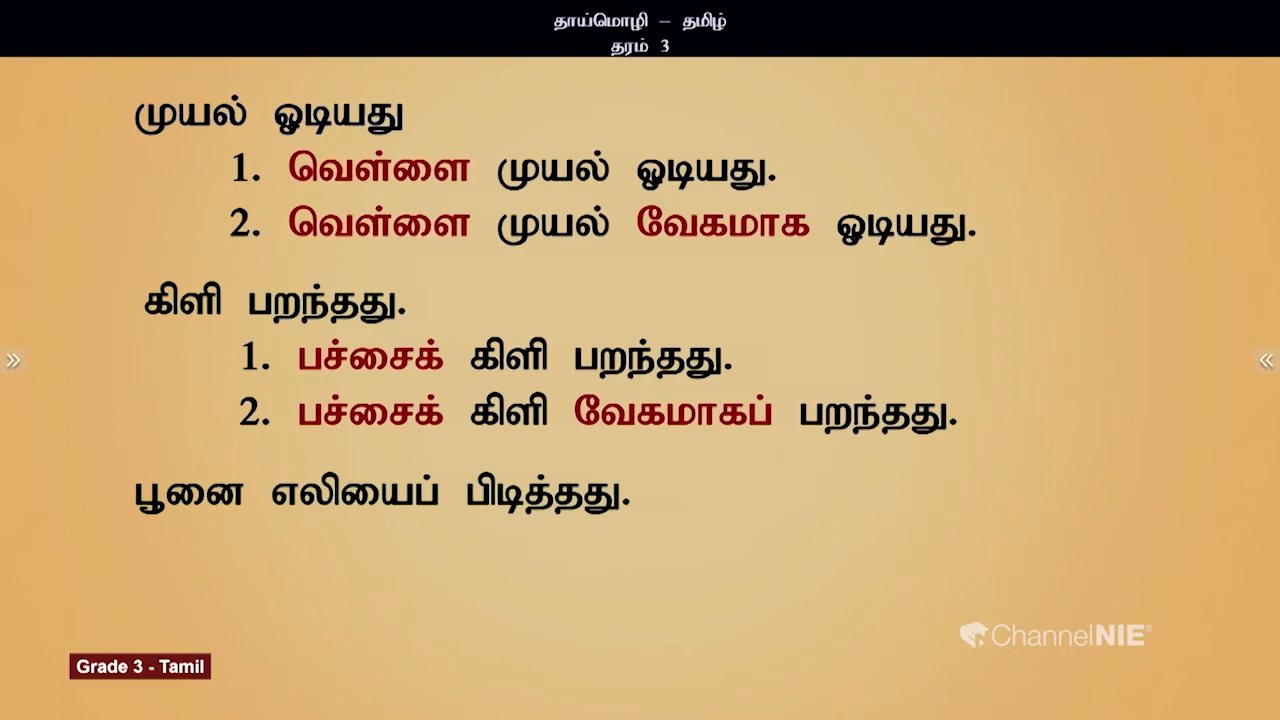 தாய்மொழி – தமிழ்
தரம் 3
முயல் ஓடியது
1. வெள்ளை முயல் ஓடியது.
2. வெள்ளை முயல் வேகமாக ஓடியது.
கிளி பறந்தது.
1. பச்சைக் கிளி பறந்தது.
2. பச்சைக் கிளி வேகமாகப் பறந்தது.
பூனை எலியைப் பிடித்தது.
ChannelNIE®
Grade 3 - Tamil